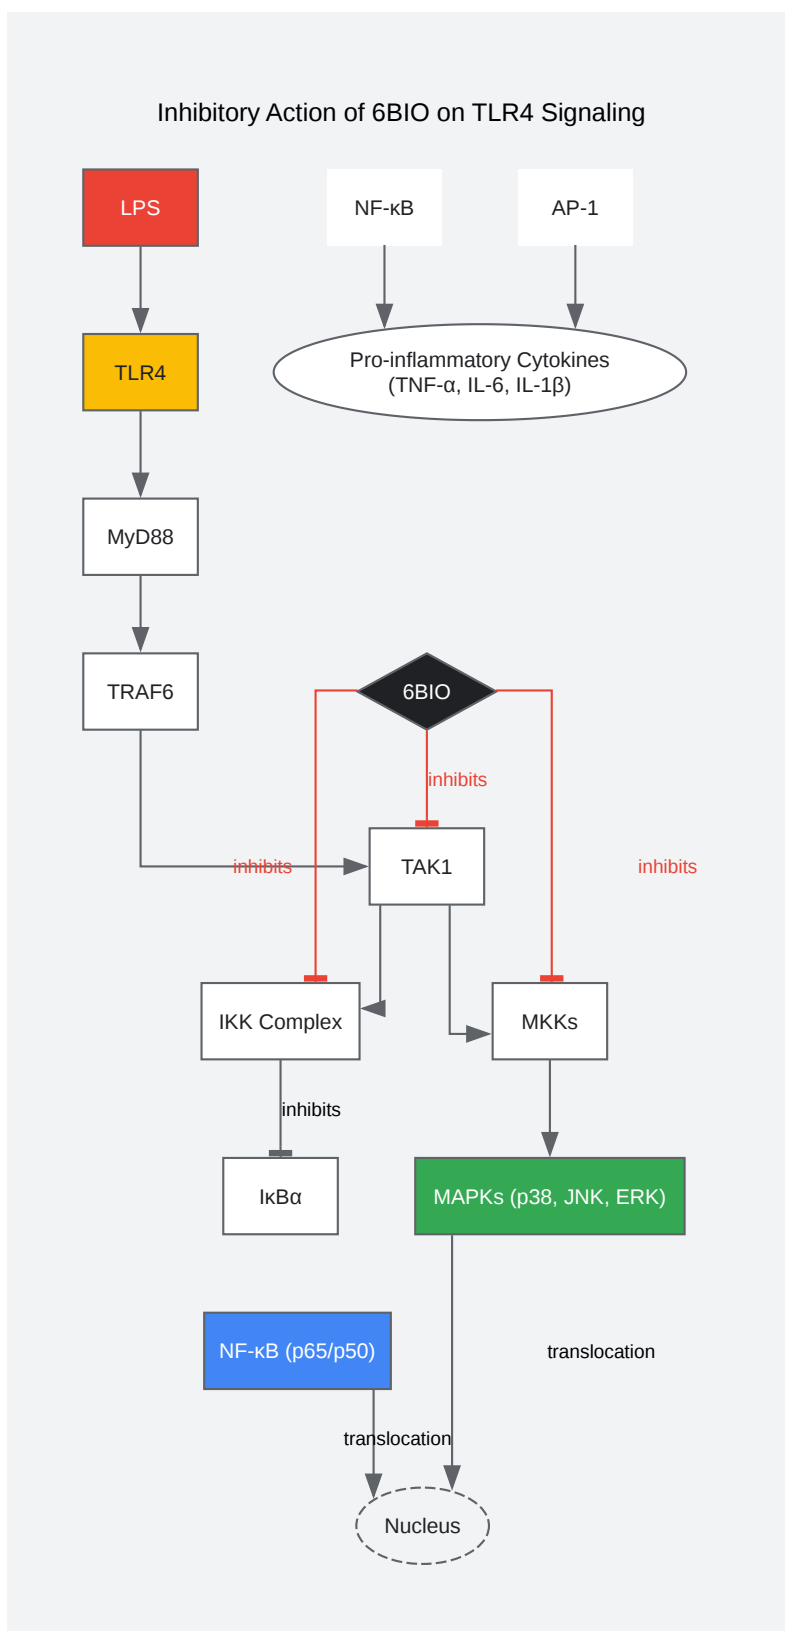 Inhibitory Action of 6BIO on TLR4 Signaling
LPS
NF-κB
AP-1
TLR4
Pro-inflammatory Cytokines
(TNF-α, IL-6, IL-1β)
MyD88
TRAF6
6BIO
inhibits
inhibits
TAK1
inhibits
IKK Complex
MKKs
inhibits
IκBα
MAPKs (p38, JNK, ERK)
NF-κB (p65/p50)
translocation
translocation
Nucleus